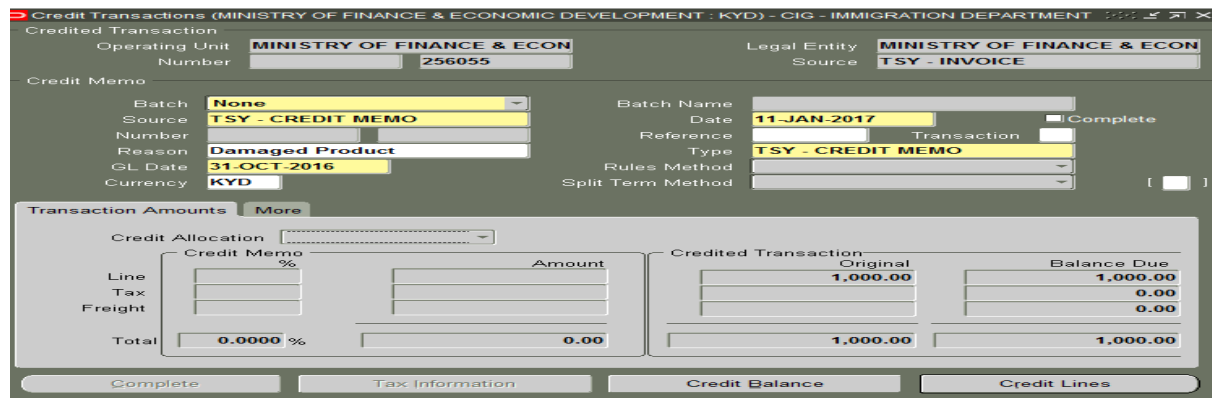 Credit Transactions (MINISTRY OF FINANCE & ECONOMIC DEVELOPMENT : KYD) - CIG - IMMIGRATION DEPARTMENT
Credited Transaction
Operating Unit MINISTRY OF FINANCE & ECON Legal Entity MINISTRY OF FINANCE & ECON
Number 256055 Source TSY - INVOICE
Credit Memo
Batch None Batch Name
Source TSY - CREDIT MEMO Date 11-JAN-2017 Complete
Number Reference Transaction
Reason Damaged Product Type TSY - CREDIT MEMO
GL Date 31-OCT-2016 Rules Method
Currency KYD Split Term Method [ ]
Transaction Amounts More
Credit Allocation
Credit Memo Credited Transaction
% Amount Original Balance Due
Line 1,000.00 1,000.00
Tax 0.00
Freight 0.00
Total 0.0000 % 0.00 1,000.00 1,000.00
Complete Tax Information Credit Balance Credit Lines